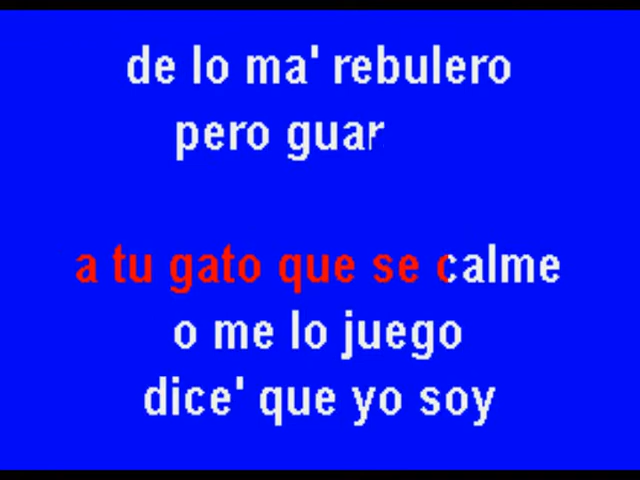 de lo ma' rebulero
pero guar
a tu gato que se calme
o me lo juego
dice' que yo soy